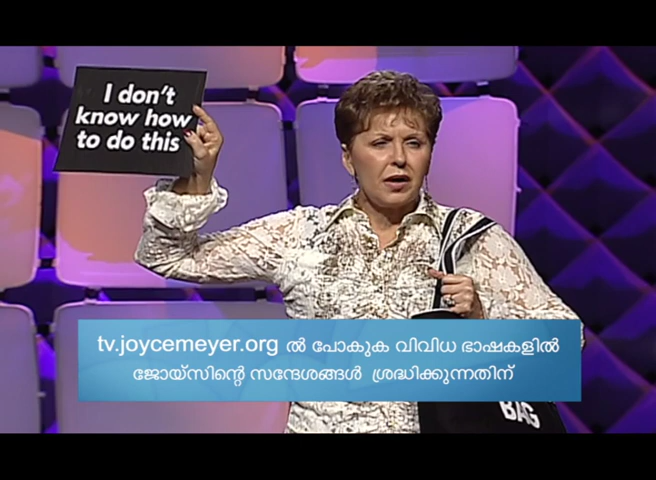 I don't
know how
to do this
tv.joycemeyer.org ൽ പോകുക വിവിധ ഭാഷകളിൽ
ജോയ്സിന്റെ സന്ദേശങ്ങൾ ശ്രദ്ധിക്കുന്നതിന്
BAG